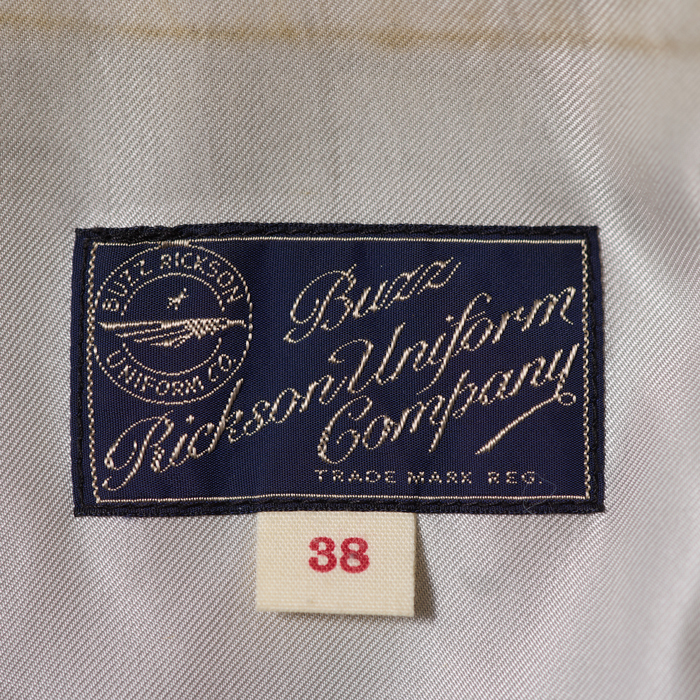 BUZZ RICKSON
UNIFORM CO.
Buzz
Rickson Uniform
Company
TRADE MARK REG.
38